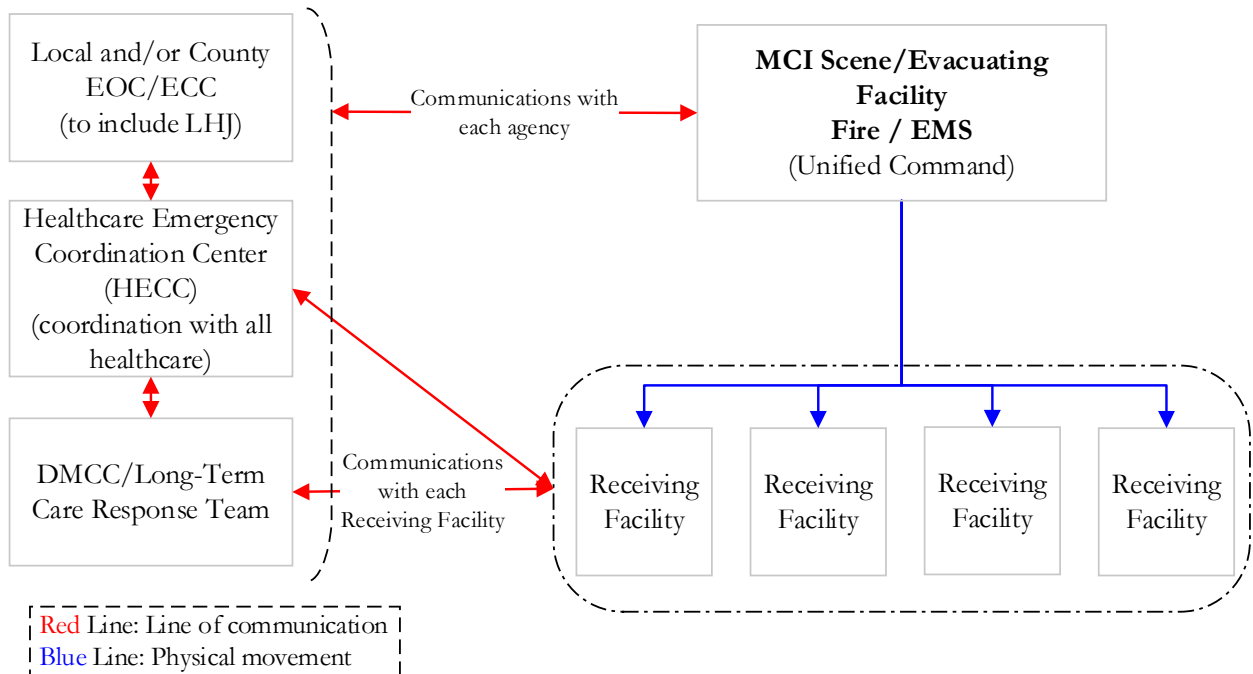 Local and/or County
EOC/ECC
(to include LHJ)
Communications with
each agency
MCI Scene/Evacuating
Facility
Fire / EMS
(Unified Command)
Healthcare Emergency
Coordination Center
(HECC)
(coordination with all
healthcare)
DMCC/Long-Term
Care Response Team
Communications
with each
Receiving Facility
Receiving
Facility
Receiving
Facility
Receiving
Facility
Receiving
Facility
Red Line: Line of communication
Blue Line: Physical movement